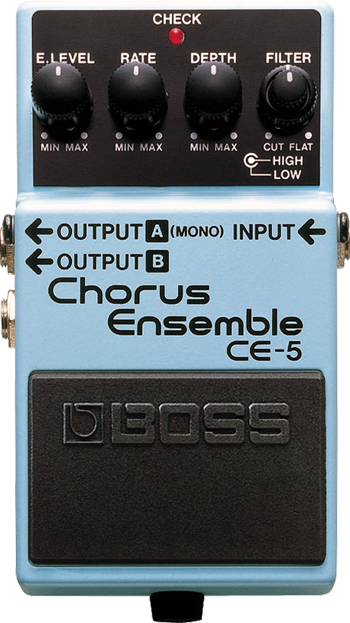 CHECK
E.LEVEL RATE DEPTH FILTER
MIN MAX MIN MAX MIN MAX CUT FLAT
HIGH
LOW
OUTPUT A (MONO) INPUT
OUTPUT B
Chorus
Ensemble
CE-5
BOSS